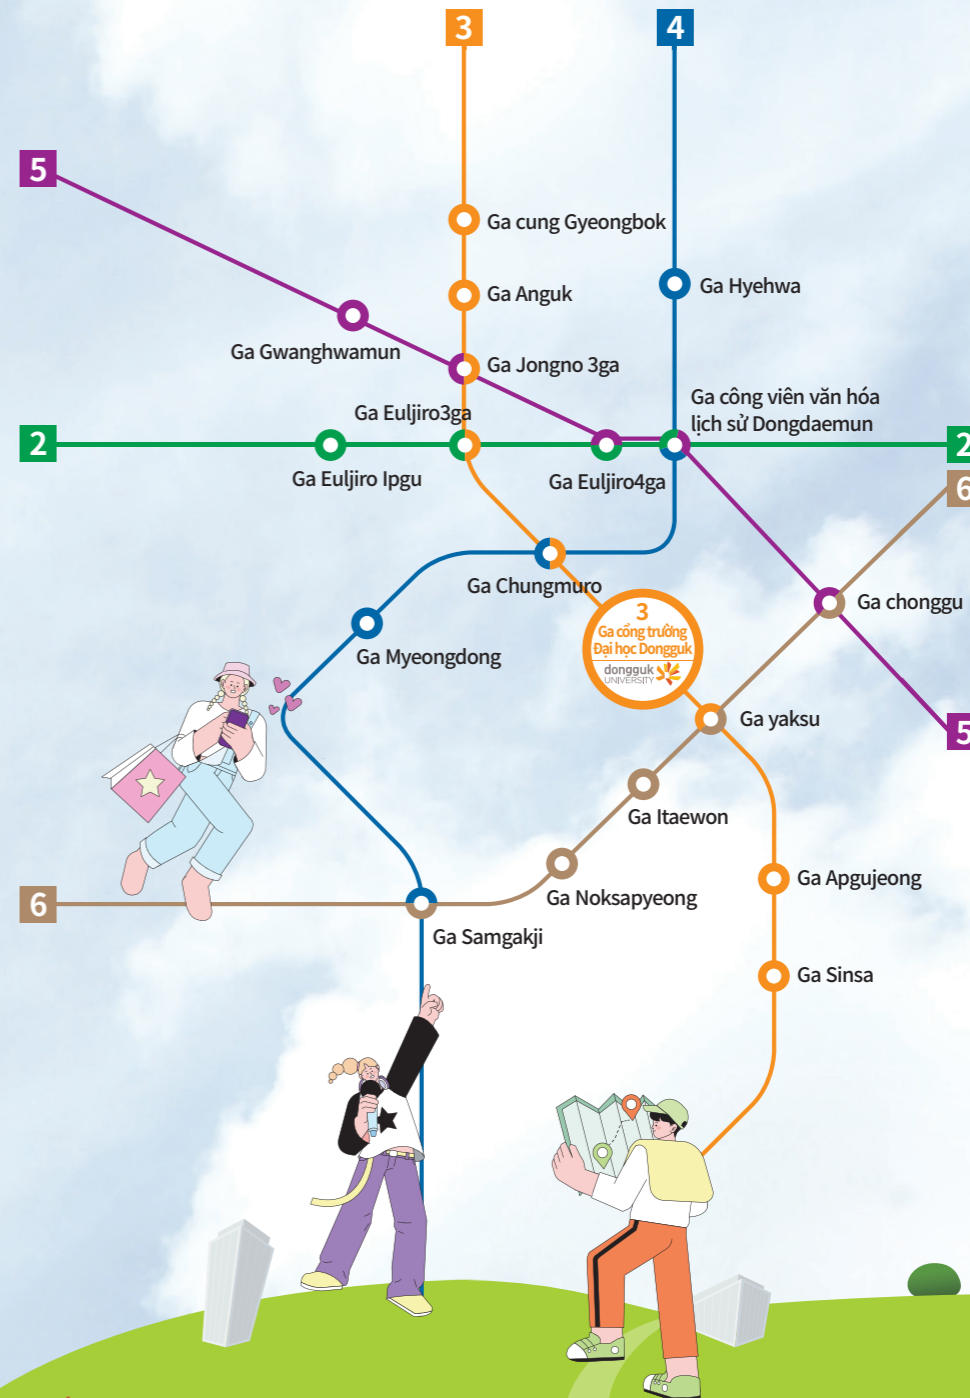 3
4
5
Ga cung Gyeongbok
Ga Hyehwa
Ga Anguk
Ga Gwanghwamun
Ga Jongno 3ga
Ga công viên văn hóa
lịch sử Dongdaemun
Ga Euljiro3ga
2
2
Ga Euljiro Ipgu
Ga Euljiro4ga
6
Ga Chungmuro
Ga chonggu
3
Ga cổng trường
Đại học Dongguk
dongguk
UNIVERSITY
Ga Myeongdong
Ga yaksu
5
Ga Itaewon
Ga Apgujeong
Ga Noksapyeong
6
Ga Samgakji
Ga Sinsa